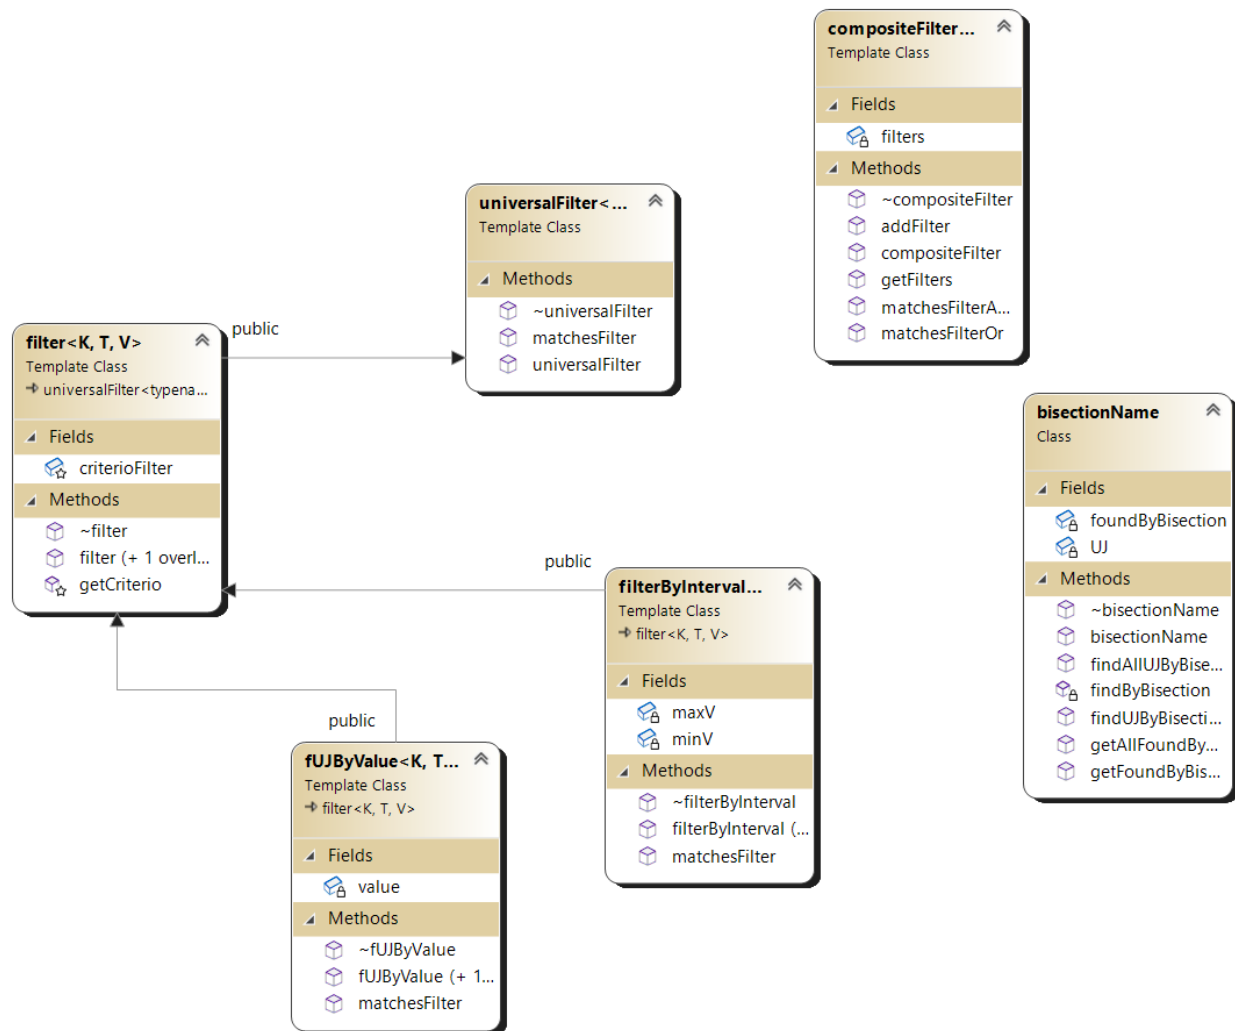 compositeFilter...
Template Class
Fields
filters
Methods
~compositeFilter
addFilter
compositeFilter
getFilters
matchesFilterA...
matchesFilterOr
universalFilter<...
Template Class
Methods
~universalFilter
matchesFilter
universalFilter
public
filter<K, T, V>
Template Class
universalFilter<typena...
Fields
criterioFilter
Methods
~filter
filter (+ 1 overl...
getCriterio
bisectionName
Class
Fields
foundByBisection
UJ
Methods
~bisectionName
bisectionName
findAllUJByBise...
findByBisection
findUJByBisecti...
getAllFoundBy...
getFoundByBis...
public
filterByInterval...
Template Class
filter<K, T, V>
Fields
maxV
minV
Methods
~filterByInterval
filterByInterval (...
matchesFilter
public
fUJByValue<K, T...
Template Class
filter<K, T, V>
Fields
value
Methods
~fUJByValue
fUJByValue (+ 1...
matchesFilter